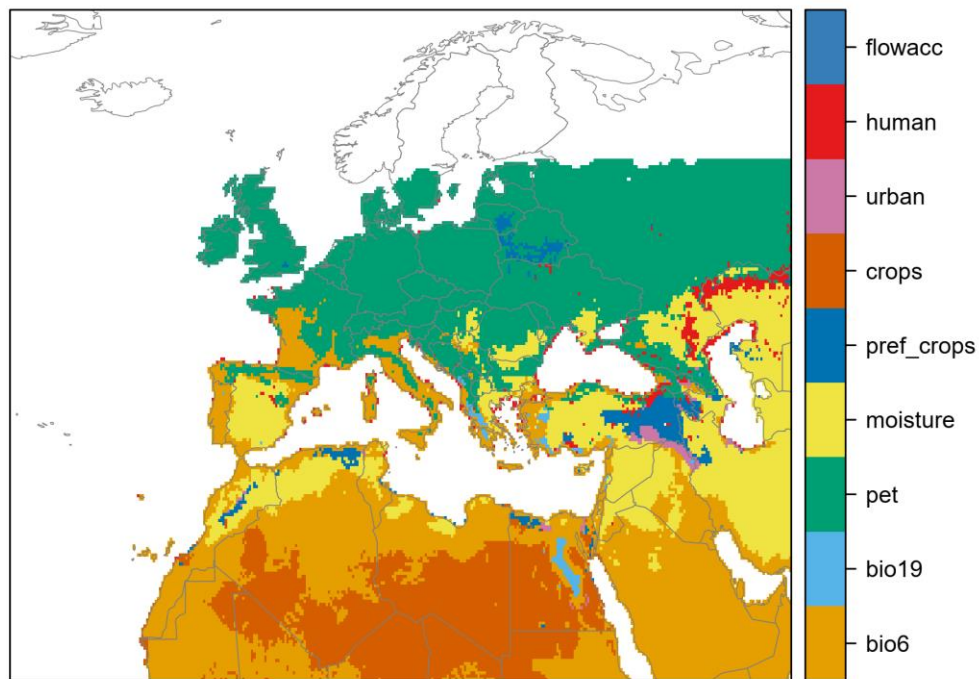 flowacc
human
urban
crops
pref_crops
moisture
pet
bio19
bio6